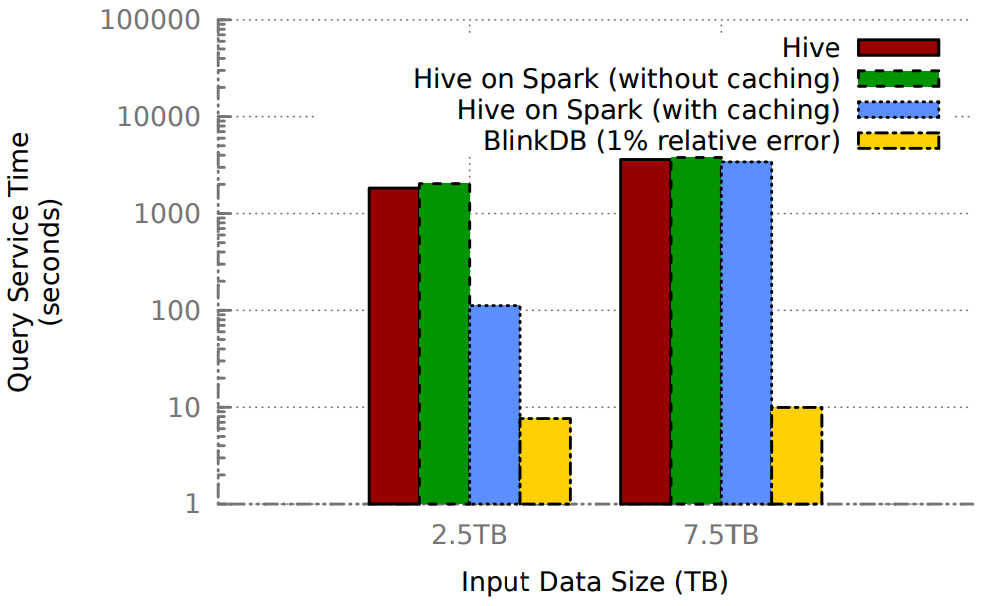 100000
10000
1000
100
10
1
Query Service Time
(seconds)
Hive
Hive on Spark (without caching)
Hive on Spark (with caching)
BlinkDB (1% relative error)
2.5TB
7.5TB
Input Data Size (TB)